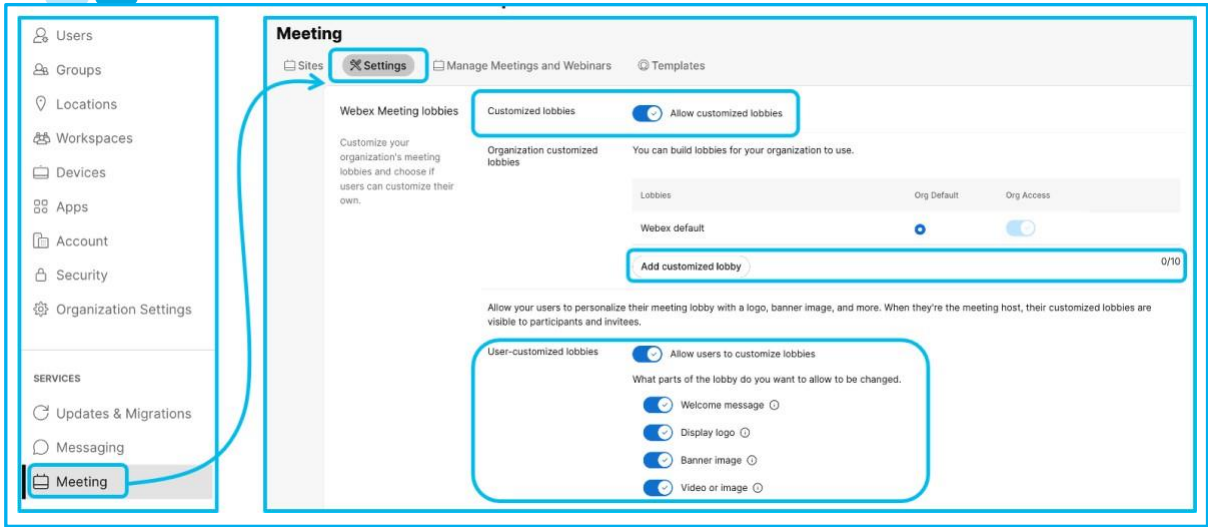 Users
Groups
Locations
Workspaces
Devices
Apps
Account
Security
Organization Settings
SERVICES
Updates & Migrations
Messaging
Meeting
Meeting
Sites
Settings
Manage Meetings and Webinars
Templates
Webex Meeting lobbies
Customize your
organization's meeting
lobbies and choose if
users can customize their
own.
Customized lobbies
Allow customized lobbies
Organization customized
lobbies
You can build lobbies for your organization to use.
Lobbies
Org Default
Org Access
Webex default
Add customized lobby
0/10
Allow your users to personalize their meeting lobby with a logo, banner image, and more. When they're the meeting host, their customized lobbies are
visible to participants and invitees.
User-customized lobbies
Allow users to customize lobbies
What parts of the lobby do you want to allow to be changed.
Welcome message
Display logo
Banner image
Video or image